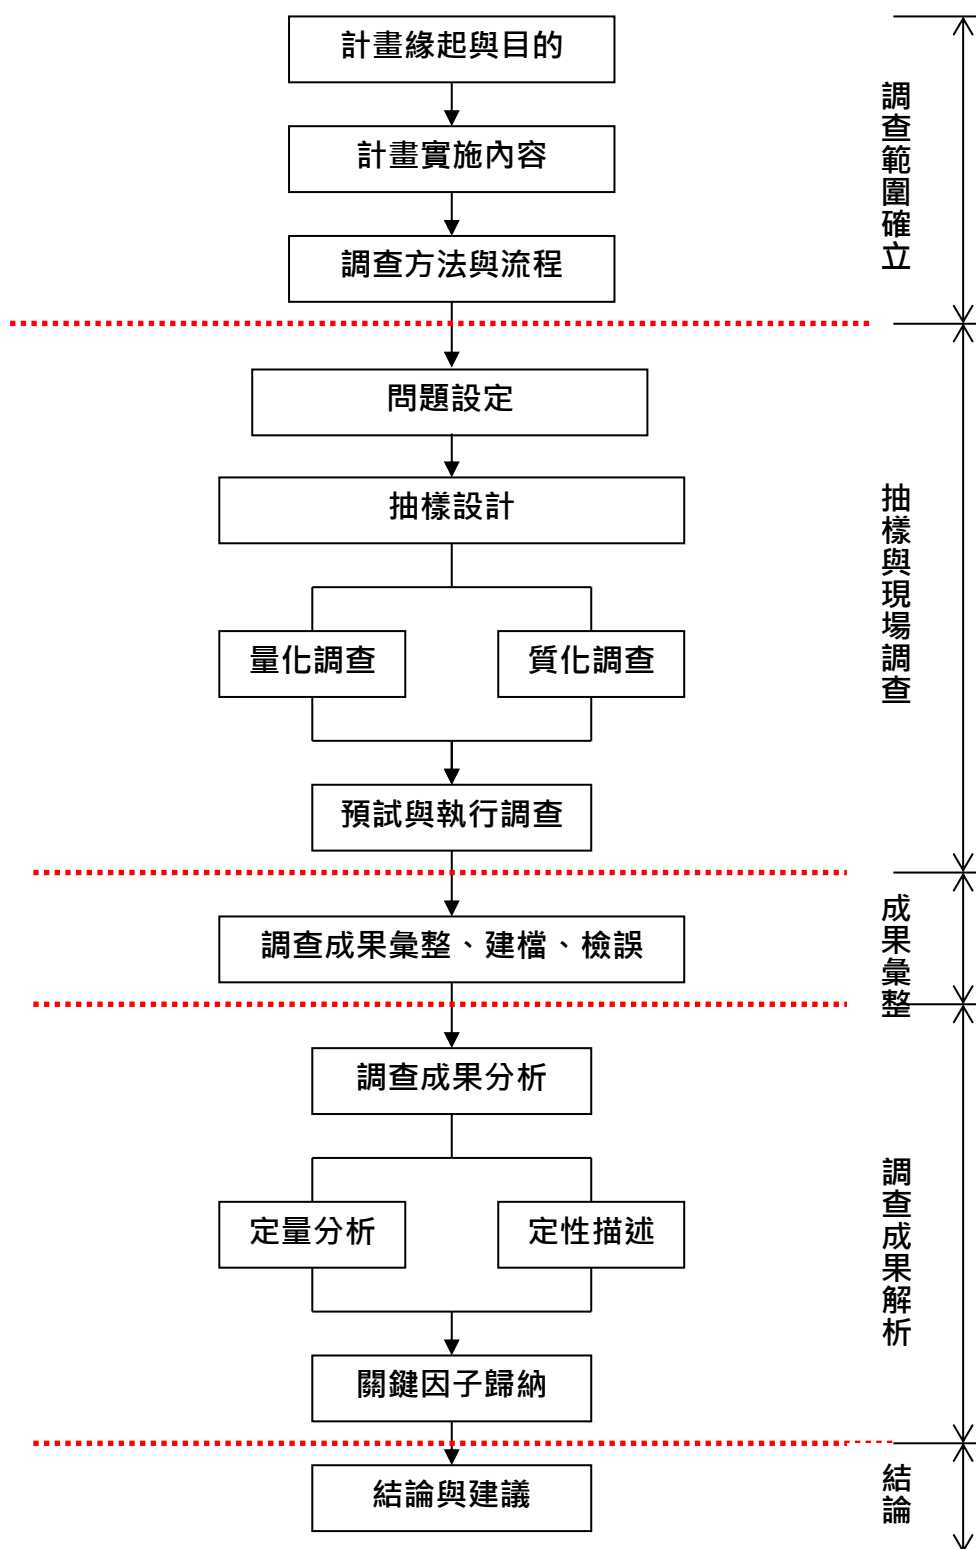 計畫緣起與目的
計畫實施內容
調查方法與流程
調查範圍確立
問題設定
抽樣設計
量化調查
質化調查
預試與執行調查
抽樣與現場調查
調查成果彙整、建檔、檢誤
成果彙整
調查成果分析
定量分析
定性描述
關鍵因子歸納
調查成果解析
結論與建議
結論